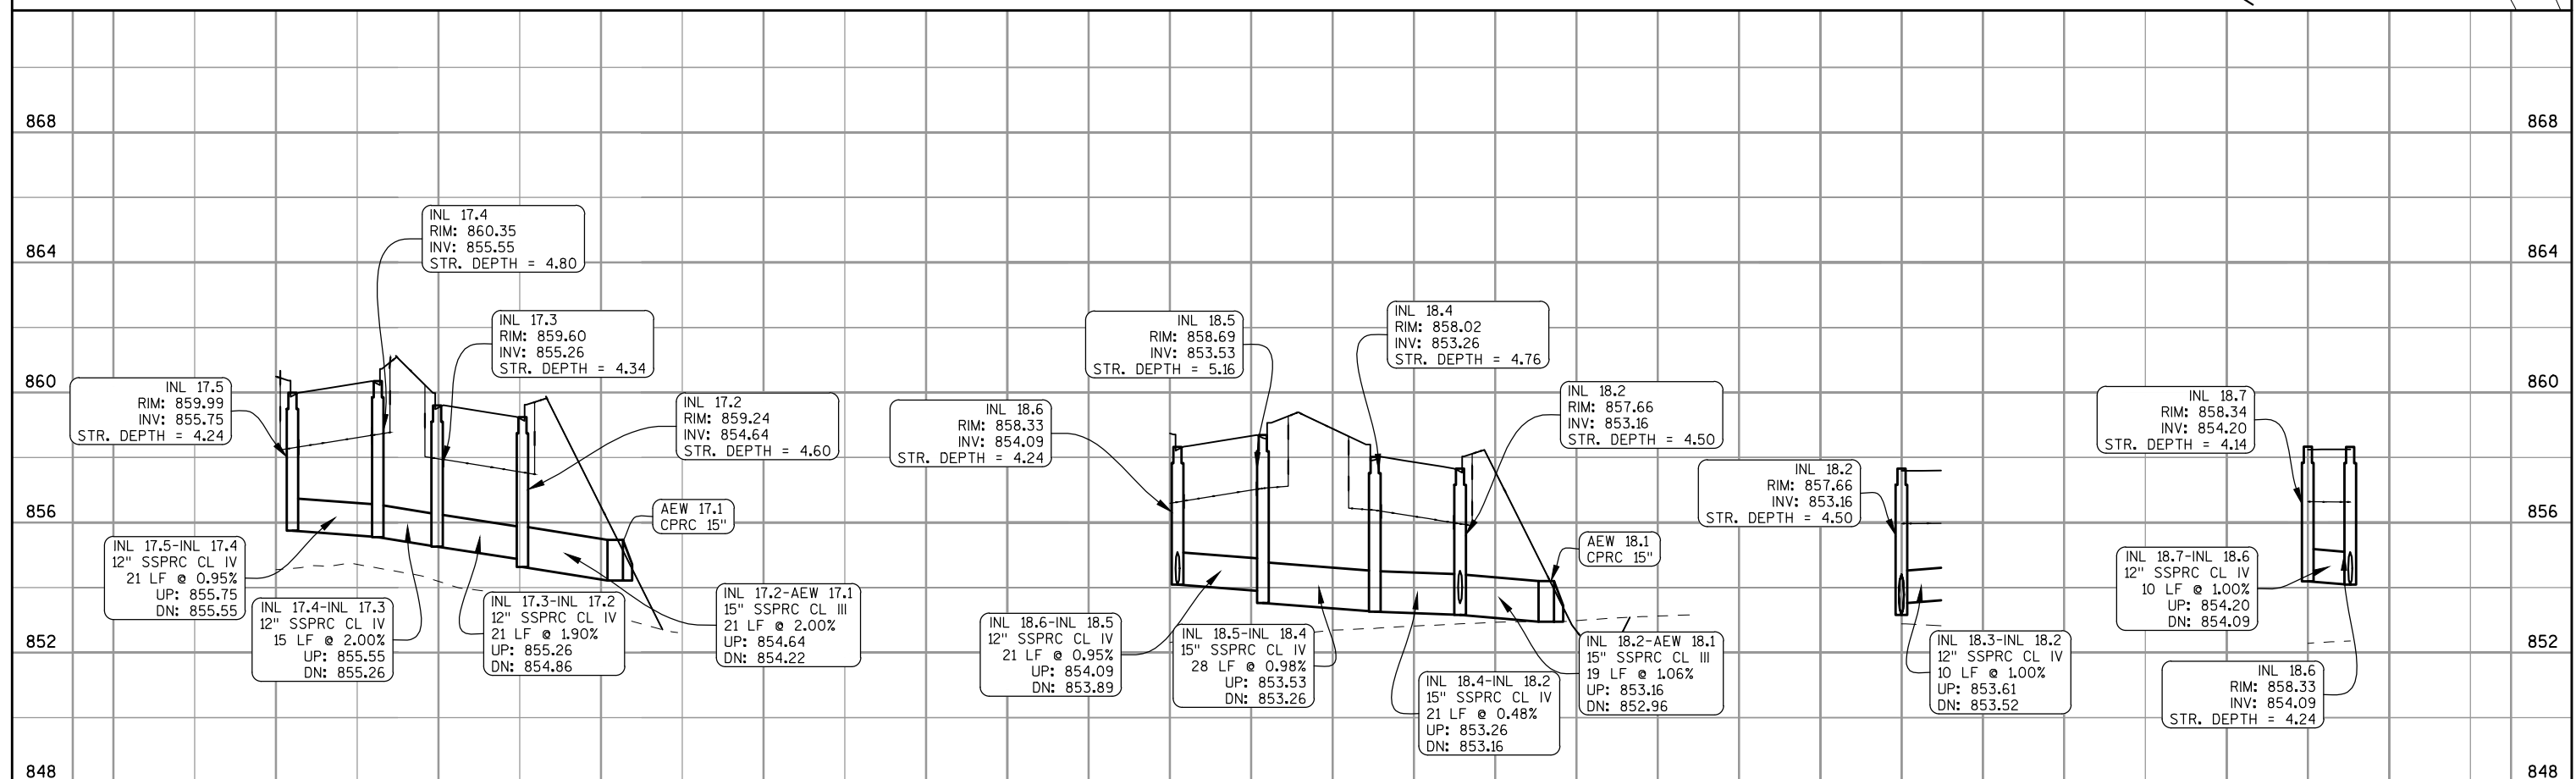 868
868
864
864
860
860
856
856
852
852
848
848
INL 17.5
RIM: 859.99
INV: 855.75
STR. DEPTH = 4.24
INL 17.4
RIM: 860.35
INV: 855.55
STR. DEPTH = 4.80
INL 17.3
RIM: 859.60
INV: 855.26
STR. DEPTH = 4.34
INL 17.2
RIM: 859.24
INV: 854.64
STR. DEPTH = 4.60
AEW 17.1
CPRC 15"
INL 17.5-INL 17.4
12" SSPRC CL IV
21 LF @ 0.95%
UP: 855.75
DN: 855.55
INL 17.4-INL 17.3
12" SSPRC CL IV
15 LF @ 2.00%
UP: 855.55
DN: 855.26
INL 17.3-INL 17.2
12" SSPRC CL IV
21 LF @ 1.90%
UP: 855.26
DN: 854.86
INL 17.2-AEW 17.1
15" SSPRC CL III
21 LF @ 2.00%
UP: 854.64
DN: 854.22
INL 18.6
RIM: 858.33
INV: 854.09
STR. DEPTH = 4.24
INL 18.5
RIM: 858.69
INV: 853.53
STR. DEPTH = 5.16
INL 18.4
RIM: 858.02
INV: 853.26
STR. DEPTH = 4.76
INL 18.2
RIM: 857.66
INV: 853.16
STR. DEPTH = 4.50
AEW 18.1
CPRC 15"
INL 18.6-INL 18.5
12" SSPRC CL IV
21 LF @ 0.95%
UP: 854.09
DN: 853.89
INL 18.5-INL 18.4
15" SSPRC CL IV
28 LF @ 0.98%
UP: 853.53
DN: 853.26
INL 18.4-INL 18.2
15" SSPRC CL IV
21 LF @ 0.48%
UP: 853.26
DN: 853.16
INL 18.2-AEW 18.1
15" SSPRC CL III
19 LF @ 1.06%
UP: 853.16
DN: 852.96
INL 18.2
RIM: 857.66
INV: 853.16
STR. DEPTH = 4.50
INL 18.3-INL 18.2
12" SSPRC CL IV
10 LF @ 1.00%
UP: 853.61
DN: 853.52
INL 18.7
RIM: 858.34
INV: 854.20
STR. DEPTH = 4.14
INL 18.7-INL 18.6
12" SSPRC CL IV
10 LF @ 1.00%
UP: 854.20
DN: 854.09
INL 18.6
RIM: 858.33
INV: 854.09
STR. DEPTH = 4.24